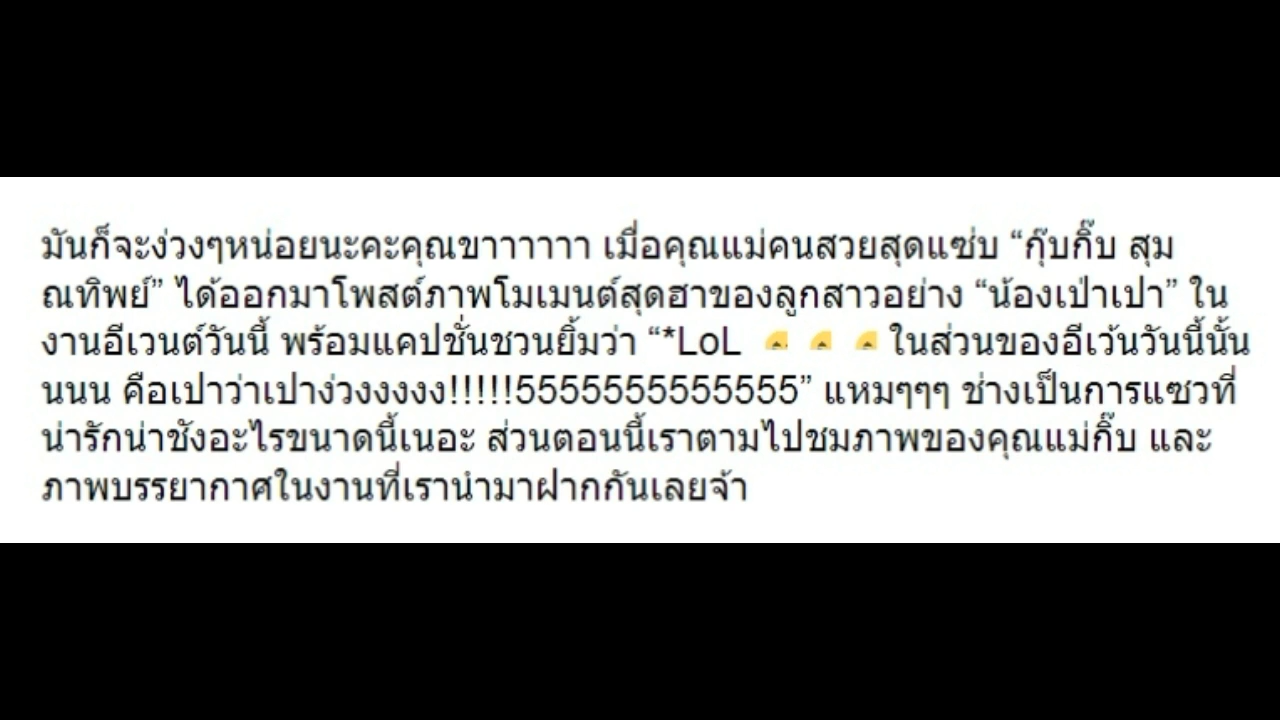 มันก็จะง่วงๆหน่อยนะคะคุณขาาาาาา เมื่อคุณแม่คนสวยสุดแซ่บ “กุ๊บกิ๊บ สุม
ณทิพย์” ได้ออกมาโพสต์ภาพโมเมนต์สุดฮาของลูกสาวอย่าง “น้องเป่าเปา” ใน
งานอีเวนต์วันนี้ พร้อมแคปชั่นชวนยิ้มว่า “*LoL ในส่วนของอีเว้นวันนี้นั้น
นนน คือเปาว่าเปาง่วงงงงง!!!!!5555555555555” แหมๆๆๆ ช่างเป็นการแซวที่
น่ารักน่าชังอะไรขนาดนี้เนอะ ส่วนตอนนี้เราตามไปชมภาพของคุณแม่กิ๊บ และ
ภาพบรรยากาศในงานที่เรานำมาฝากกันเลยจ้า